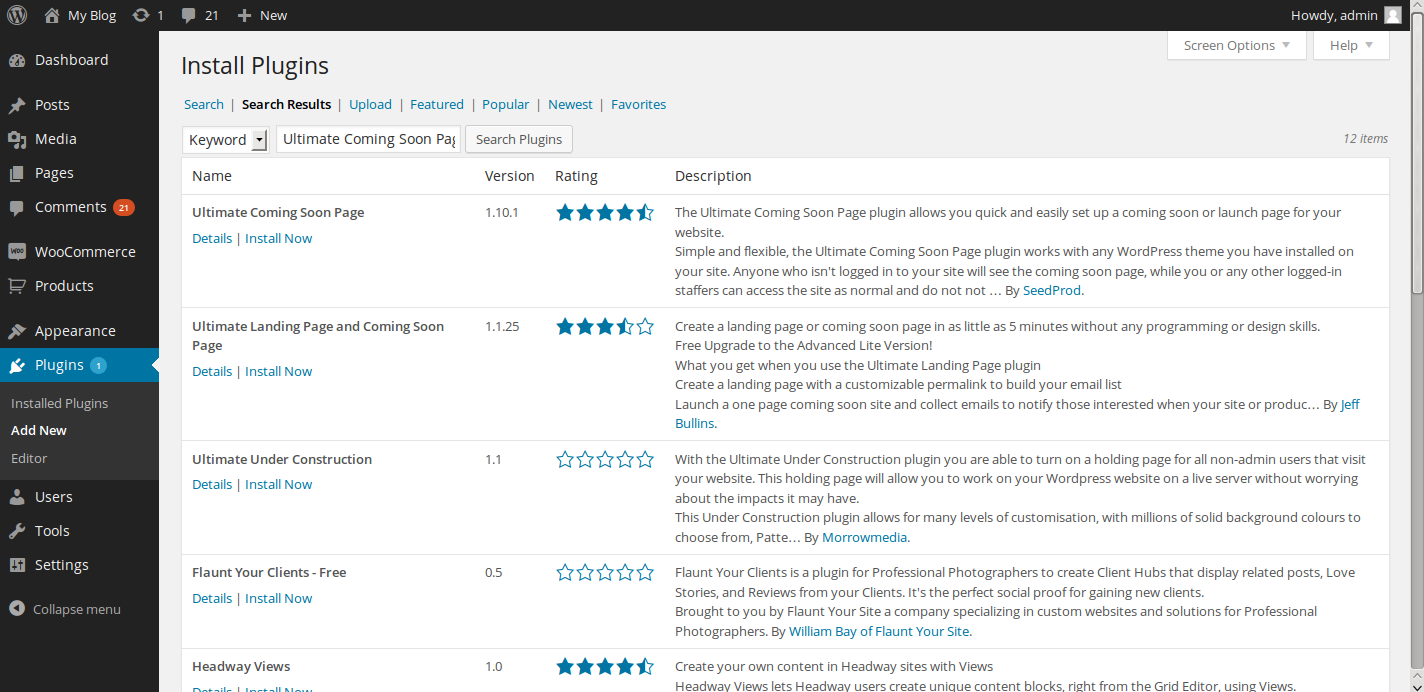 My Blog 1 21 New Howdy, admin
Screen Options Help
Dashboard
Posts
Media
Pages
Comments 21
WooCommerce
Products
Appearance
Plugins 1
Installed Plugins
Add New
Editor
Users
Tools
Settings
Collapse menu
Install Plugins
Search | Search Results | Upload | Featured | Popular | Newest | Favorites
Keyword Ultimate Coming Soon Pag Search Plugins 12 items
Name Version Rating Description
Ultimate Coming Soon Page
Details | Install Now
1.10.1
The Ultimate Coming Soon Page plugin allows you quick and easily set up a coming soon or launch page for your
website.
Simple and flexible, the Ultimate Coming Soon Page plugin works with any WordPress theme you have installed on
your site. Anyone who isn't logged in to your site will see the coming soon page, while you or any other logged-in
staffers can access the site as normal and do not not … By SeedProd.
Ultimate Landing Page and Coming Soon
Page
Details | Install Now
1.1.25
Create a landing page or coming soon page in as little as 5 minutes without any programming or design skills.
Free Upgrade to the Advanced Lite Version!
What you get when you use the Ultimate Landing Page plugin
Create a landing page with a customizable permalink to build your email list
Launch a one page coming soon site and collect emails to notify those interested when your site or produc… By Jeff
Bullins.
Ultimate Under Construction
Details | Install Now
1.1
With the Ultimate Under Construction plugin you are able to turn on a holding page for all non-admin users that visit
your website. This holding page will allow you to work on your Wordpress website on a live server without worrying
about the impacts it may have.
This Under Construction plugin allows for many levels of customisation, with millions of solid background colours to
choose from, Patte… By Morrowmedia.
Flaunt Your Clients - Free
Details | Install Now
0.5
Flaunt Your Clients is a plugin for Professional Photographers to create Client Hubs that display related posts, Love
Stories, and Reviews from your Clients. It's the perfect social proof for gaining new clients.
Brought to you by Flaunt Your Site a company specializing in custom websites and solutions for Professional
Photographers. By William Bay of Flaunt Your Site.
Headway Views
Details | Install Now
1.0
Create your own content in Headway sites with Views
Headway Views lets Headway users create unique content blocks, right from the Grid Editor, using Views.